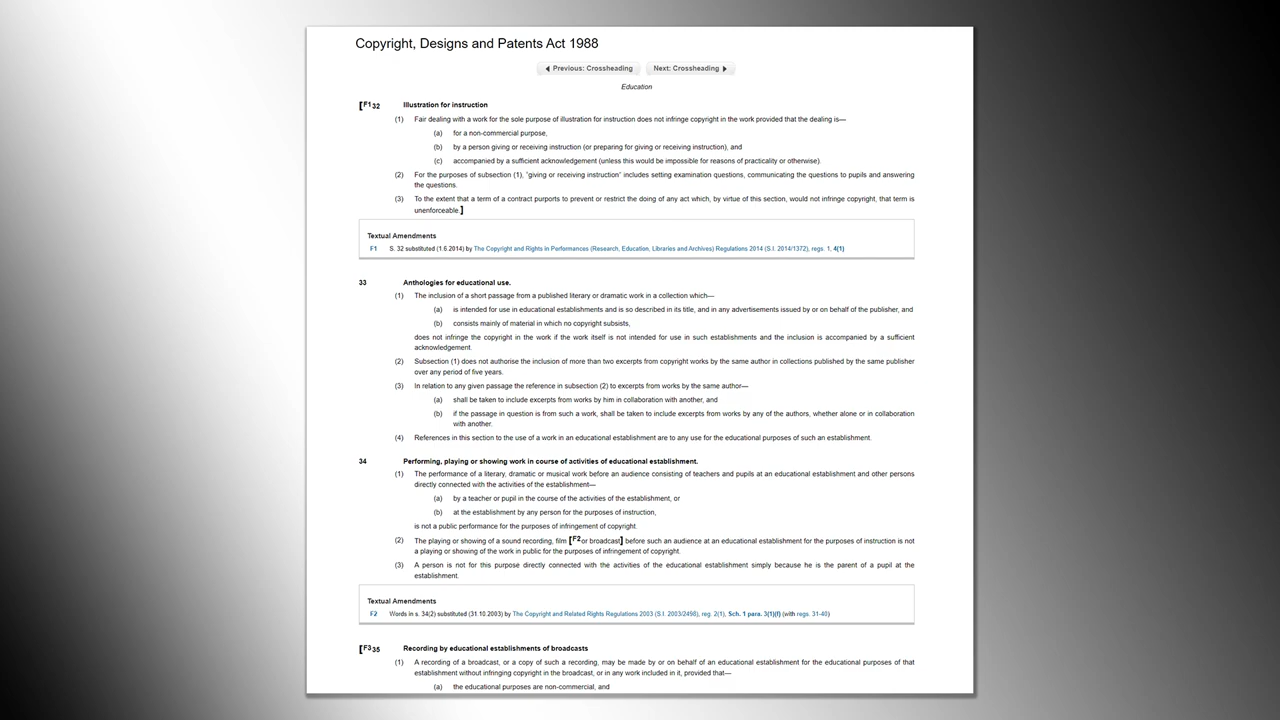 Copyright, Designs and Patents Act 1988
Previous: Crossheading Next: Crossheading
Education
[F132 Illustration for instruction
(1) Fair dealing with a work for the sole purpose of illustration for instruction does not infringe copyright in the work provided that the dealing is—
(a) for a non-commercial purpose,
(b) by a person giving or receiving instruction (or preparing for giving or receiving instruction), and
(c) accompanied by a sufficient acknowledgement (unless this would be impossible for reasons of practicality or otherwise).
(2) For the purposes of subsection (1), "giving or receiving instruction" includes setting examination questions, communicating the questions to pupils and answering
the questions.
(3) To the extent that a term of a contract purports to prevent or restrict the doing of any act which, by virtue of this section, would not infringe copyright, that term is
unenforceable.]
Textual Amendments
F1 S. 32 substituted (1.6.2014) by The Copyright and Rights in Performances (Research, Education, Libraries and Archives) Regulations 2014 (S.I. 2014/1372), regs. 1, 4(1)
33 Anthologies for educational use.
(1) The inclusion of a short passage from a published literary or dramatic work in a collection which—
(a) is intended for use in educational establishments and is so described in its title, and in any advertisements issued by or on behalf of the publisher, and
(b) consists mainly of material in which no copyright subsists,
does not infringe the copyright in the work if the work itself is not intended for use in such establishments and the inclusion is accompanied by a sufficient
acknowledgement.
(2) Subsection (1) does not authorise the inclusion of more than two excerpts from copyright works by the same author in collections published by the same publisher
over any period of five years.
(3) In relation to any given passage the reference in subsection (2) to excerpts from works by the same author—
(a) shall be taken to include excerpts from works by him in collaboration with another, and
(b) if the passage in question is from such a work, shall be taken to include excerpts from works by any of the authors, whether alone or in collaboration
with another.
(4) References in this section to the use of a work in an educational establishment are to any use for the educational purposes of such an establishment.
34 Performing, playing or showing work in course of activities of educational establishment.
(1) The performance of a literary, dramatic or musical work before an audience consisting of teachers and pupils at an educational establishment and other persons
directly connected with the activities of the establishment—
(a) by a teacher or pupil in the course of the activities of the establishment, or
(b) at the establishment by any person for the purposes of instruction,
is not a public performance for the purposes of infringement of copyright.
(2) The playing or showing of a sound recording, film [F2or broadcast] before such an audience at an educational establishment for the purposes of instruction is not
a playing or showing of the work in public for the purposes of infringement of copyright.
(3) A person is not for this purpose directly connected with the activities of the educational establishment simply because he is the parent of a pupil at the
establishment.
Textual Amendments
F2 Words in s. 34(2) substituted (31.10.2003) by The Copyright and Related Rights Regulations 2003 (S.I. 2003/2498), reg. 2(1), Sch. 1 para. 3(1)(f) (with regs. 31-40)
[F335 Recording by educational establishments of broadcasts
(1) A recording of a broadcast, or a copy of such a recording, may be made by or on behalf of an educational establishment for the educational purposes of that
establishment without infringing copyright in the broadcast, or in any work included in it, provided that—
(a) the educational purposes are non-commercial, and